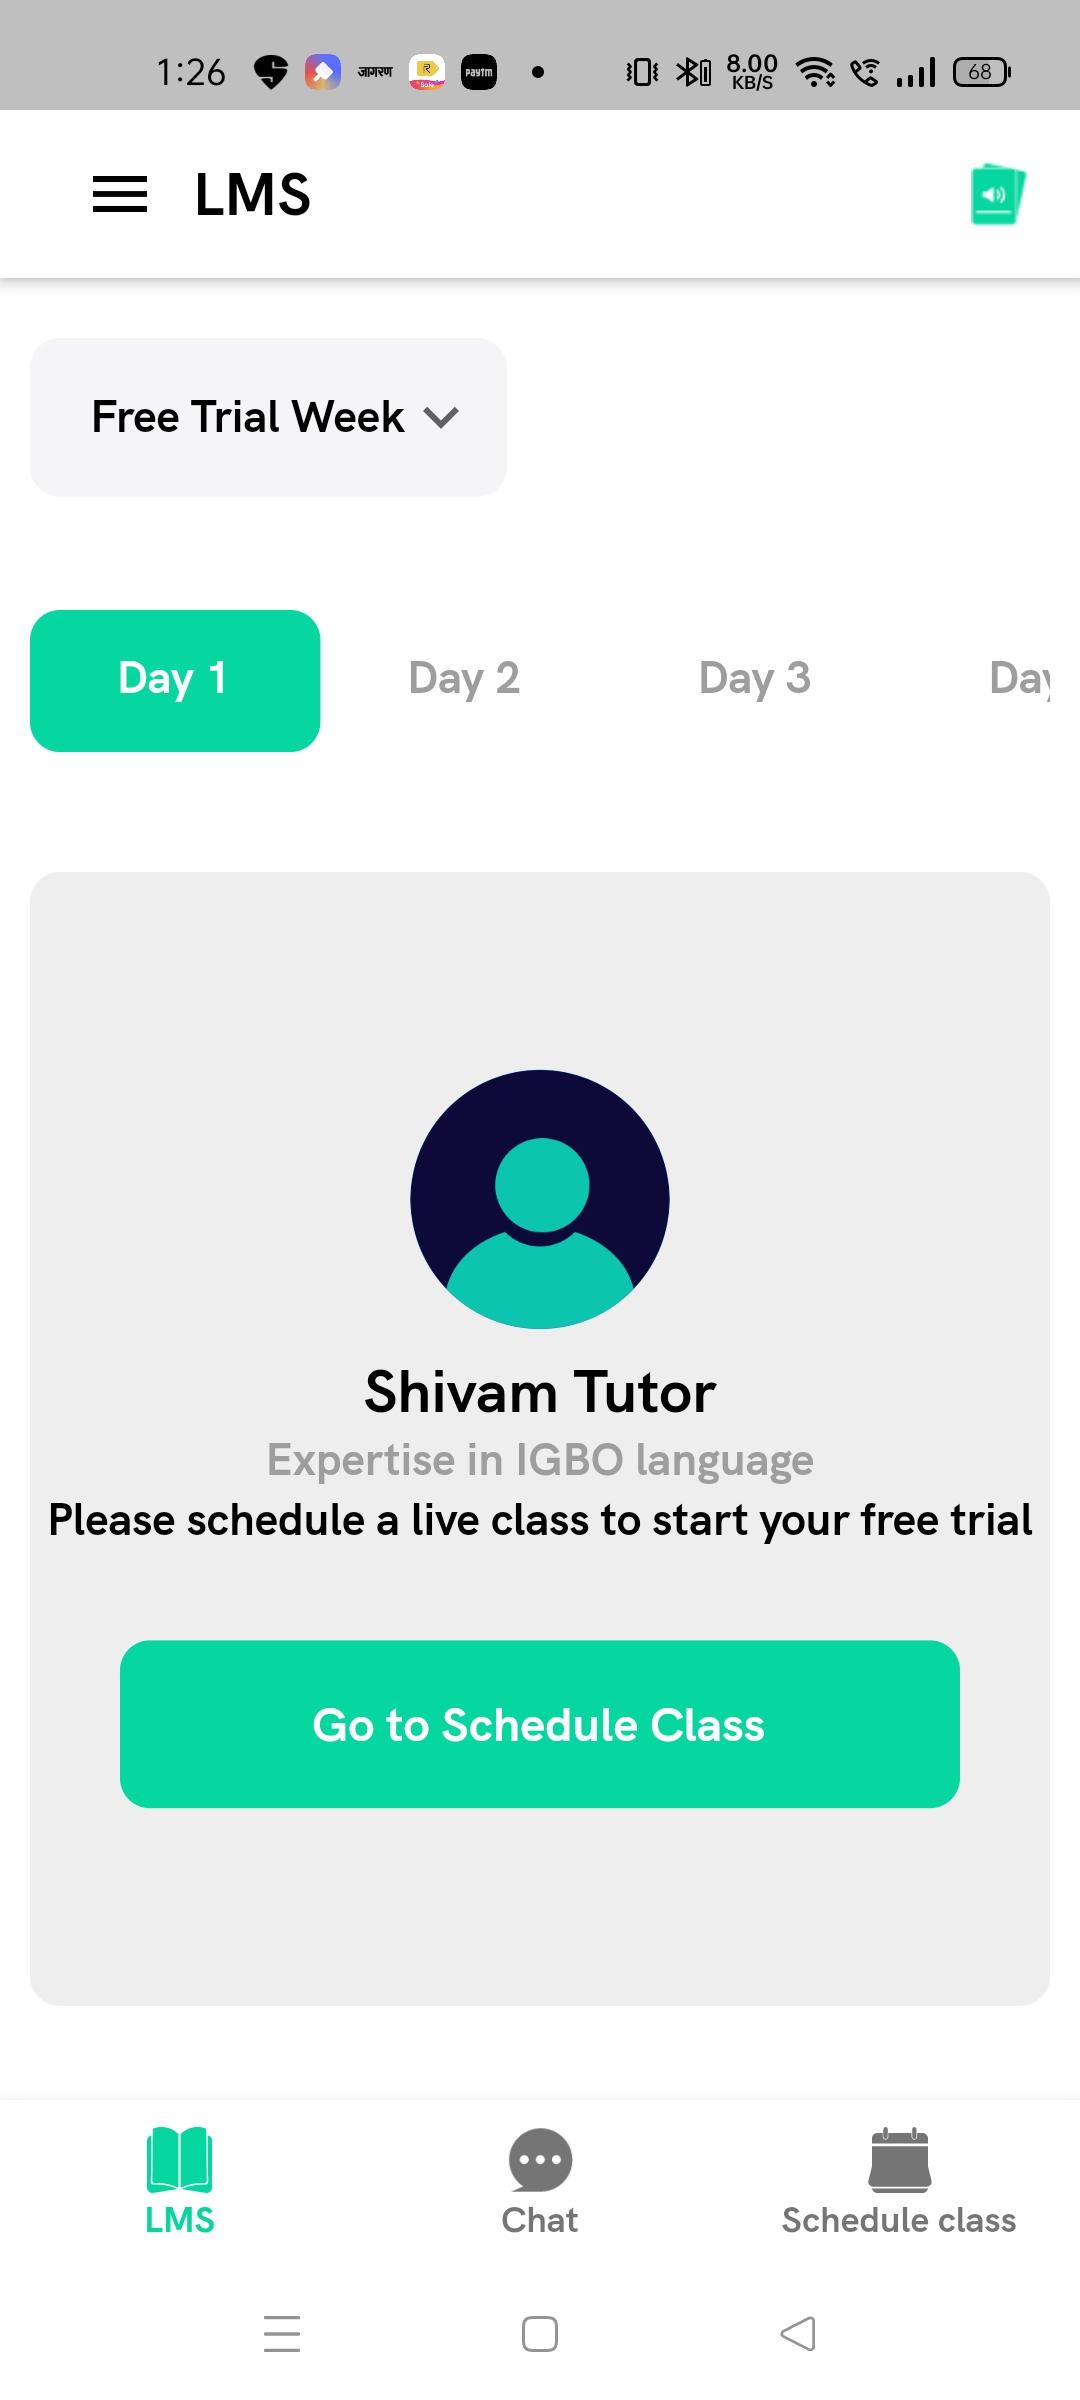 1:26
जागरण
Sale
paytm
8.00
KB/S
68
LMS
Free Trial Week
Day 1
Day 2
Day 3
Day
Shivam Tutor
Expertise in IGBO language
Please schedule a live class to start your free trial
Go to Schedule Class
LMS
Chat
Schedule class